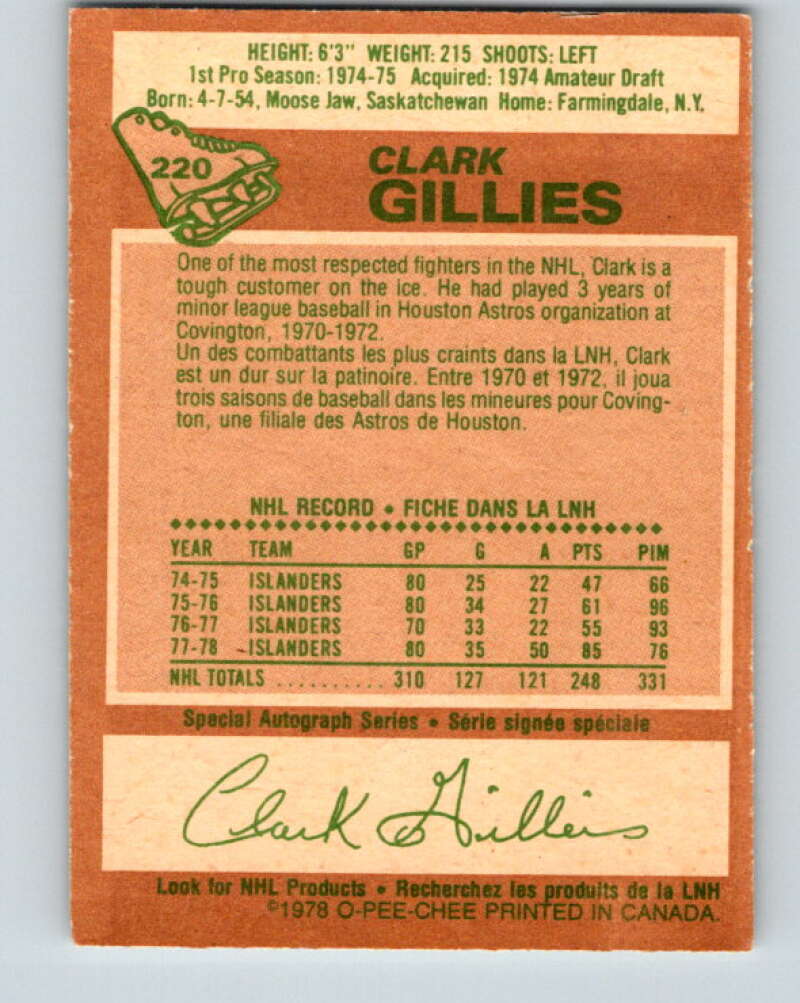 HEIGHT: 6'3" WEIGHT: 215 SHOOTS: LEFT
1st Pro Season: 1974-75 Acquired: 1974 Amateur Draft
Born: 4-7-54, Moose Jaw, Saskatchewan Home: Farmingdale, N.Y.
220
CLARK
GILLIES
One of the most respected fighters in the NHL, Clark is a
tough customer on the ice. He had played 3 years of
minor league baseball in Houston Astros organization at
Covington, 1970-1972.
Un des combattants les plus craints dans la LNH, Clark
est un dur sur la patinoire. Entre 1970 et 1972, il joua
trois saisons de baseball dans les mineures pour Coving-
ton, une filiale des Astros de Houston.
NHL RECORD • FICHE DANS LA LNH
YEAR TEAM GP G A PTS PIM
74-75 ISLANDERS 80 25 22 47 66
75-76 ISLANDERS 80 34 27 61 96
76-77 ISLANDERS 70 33 22 55 93
77-78 ISLANDERS 80 35 50 85 76
NHL TOTALS .......... 310 127 121 248 331
Special Autograph Series • Série signée spéciale
Clark Gillies
Look for NHL Products • Recherchez les produits de la LNH
©1978 O-PEE-CHEE PRINTED IN CANADA.